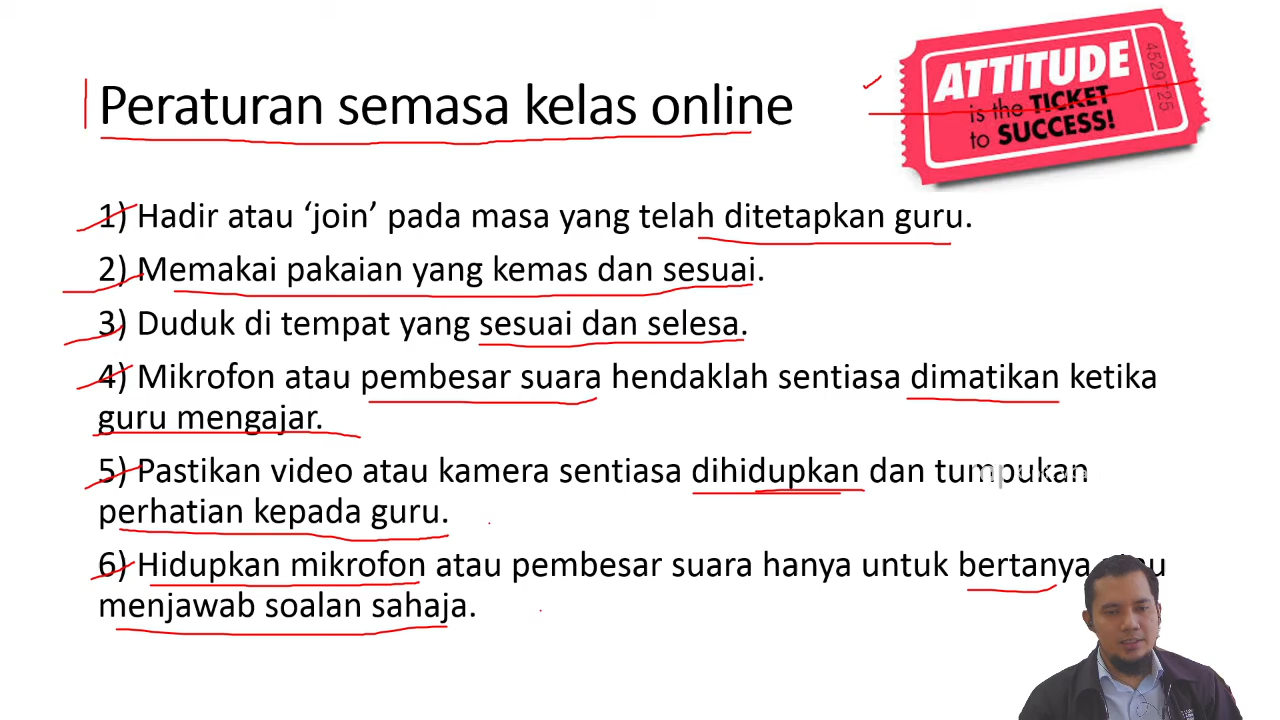 Peraturan semasa kelas online
ATTITUDE
is the TICKET
to SUCCESS!
4529725
1) Hadir atau ‘join’ pada masa yang telah ditetapkan guru.
2) Memakai pakaian yang kemas dan sesuai.
3) Duduk di tempat yang sesuai dan selesa.
4) Mikrofon atau pembesar suara hendaklah sentiasa dimatikan ketika
guru mengajar.
5) Pastikan video atau kamera sentiasa dihidupkan dan tumpukan
perhatian kepada guru.
6) Hidupkan mikrofon atau pembesar suara hanya untuk bertanya atau
menjawab soalan sahaja.